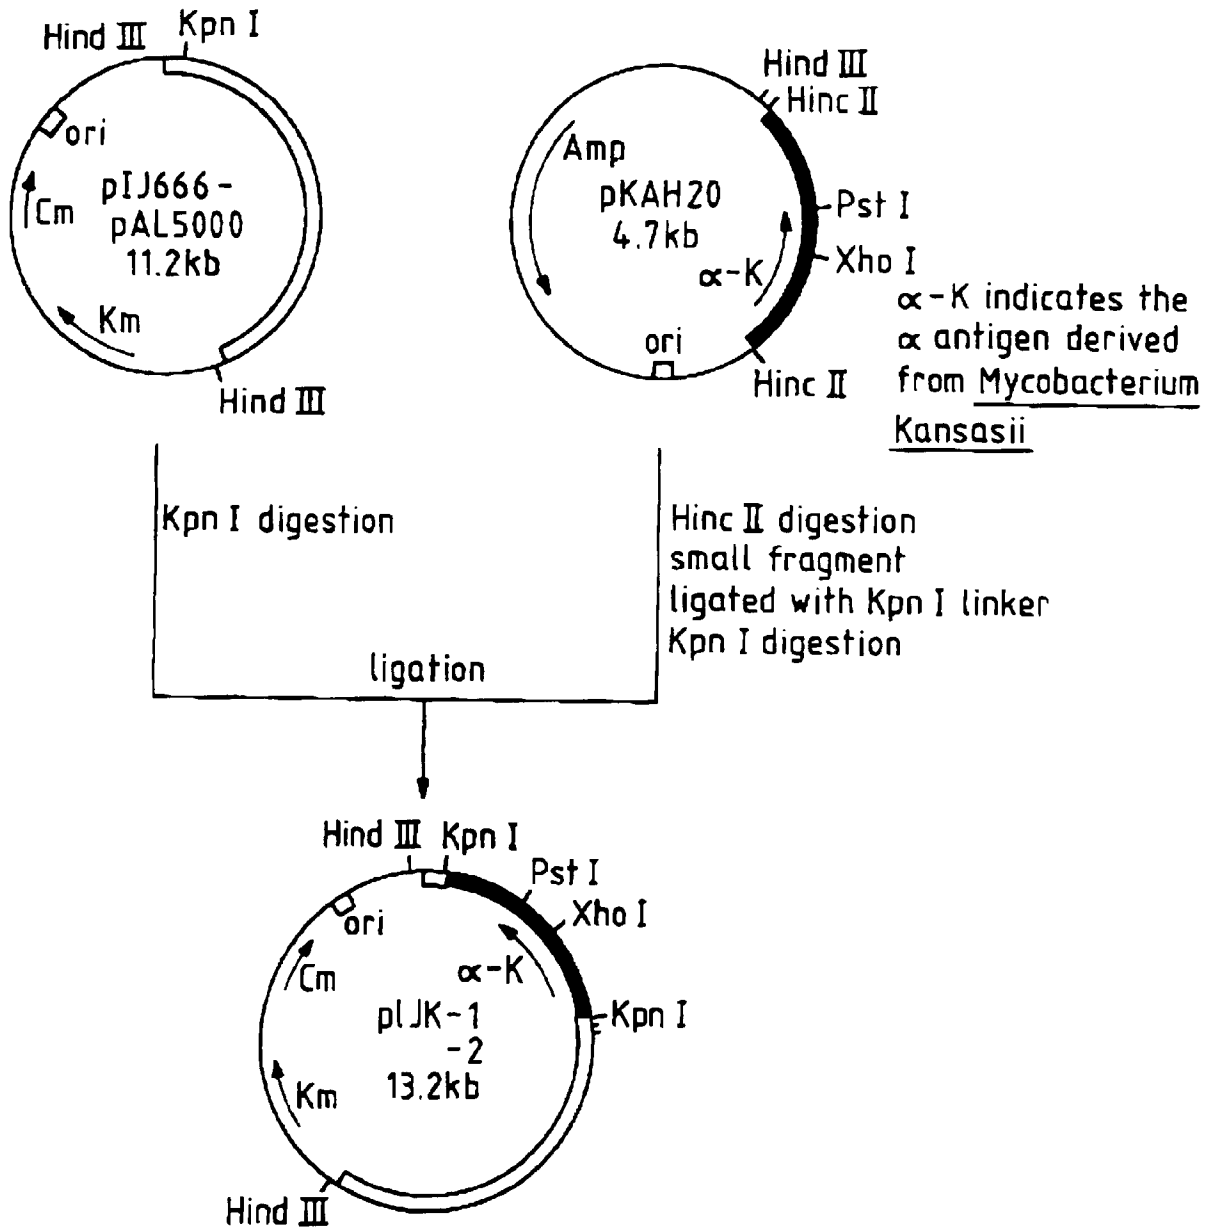 Hind III
Kpn I
ori
Cm
pIJ666-
pAL5000
11.2kb
Km
Hind III
Hind III
Hinc II
Amp
pKAH20
4.7kb
Pst I
Xho I
α-K
ori
Hinc II
α-K indicates the
α antigen derived
from Mycobacterium
Kansasii
Kpn I digestion
Hinc II digestion
small fragment
ligated with Kpn I linker
Kpn I digestion
ligation
Hind III
Kpn I
Pst I
Xho I
ori
Cm
α-K
pIJK-1
-2
13.2kb
Kpn I
Km
Hind III